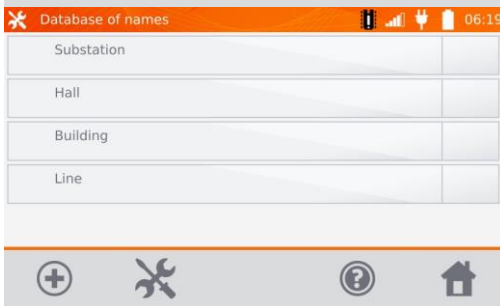 Database of names 06:19
Substation
Hall
Building
Line